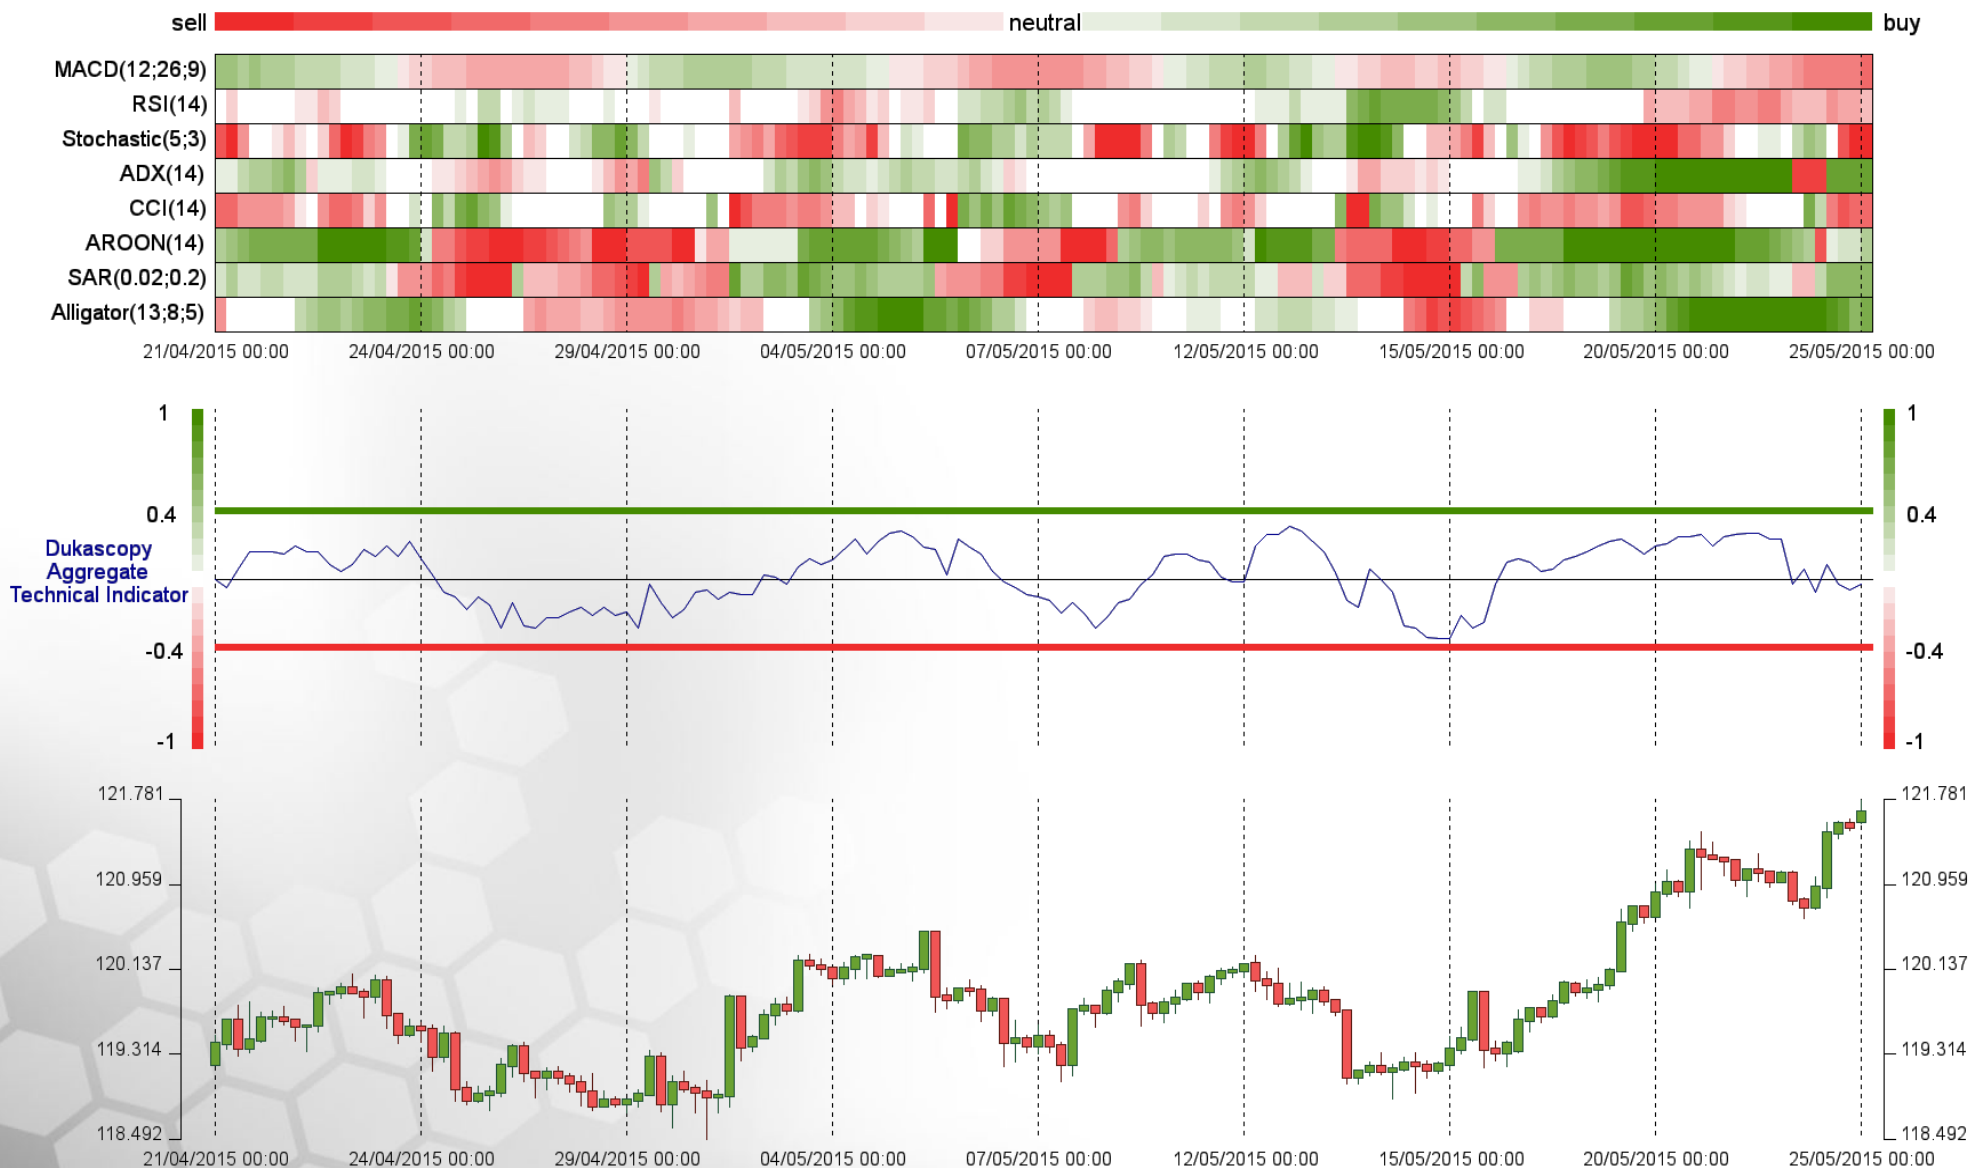 sell neutral buy
MACD(12;26;9)
RSI(14)
Stochastic(5;3)
ADX(14)
CCI(14)
AROON(14)
SAR(0.02;0.2)
Alligator(13;8;5)
21/04/2015 00:00 24/04/2015 00:00 29/04/2015 00:00 04/05/2015 00:00 07/05/2015 00:00 12/05/2015 00:00 15/05/2015 00:00 20/05/2015 00:00 25/05/2015 00:00
1 1
0.4 0.4
Dukascopy
Aggregate
Technical Indicator
-0.4 -0.4
-1 -1
121.781 121.781
120.959 120.959
120.137 120.137
119.314 119.314
118.492 118.492
21/04/2015 00:00 24/04/2015 00:00 29/04/2015 00:00 04/05/2015 00:00 07/05/2015 00:00 12/05/2015 00:00 15/05/2015 00:00 20/05/2015 00:00 25/05/2015 00:00